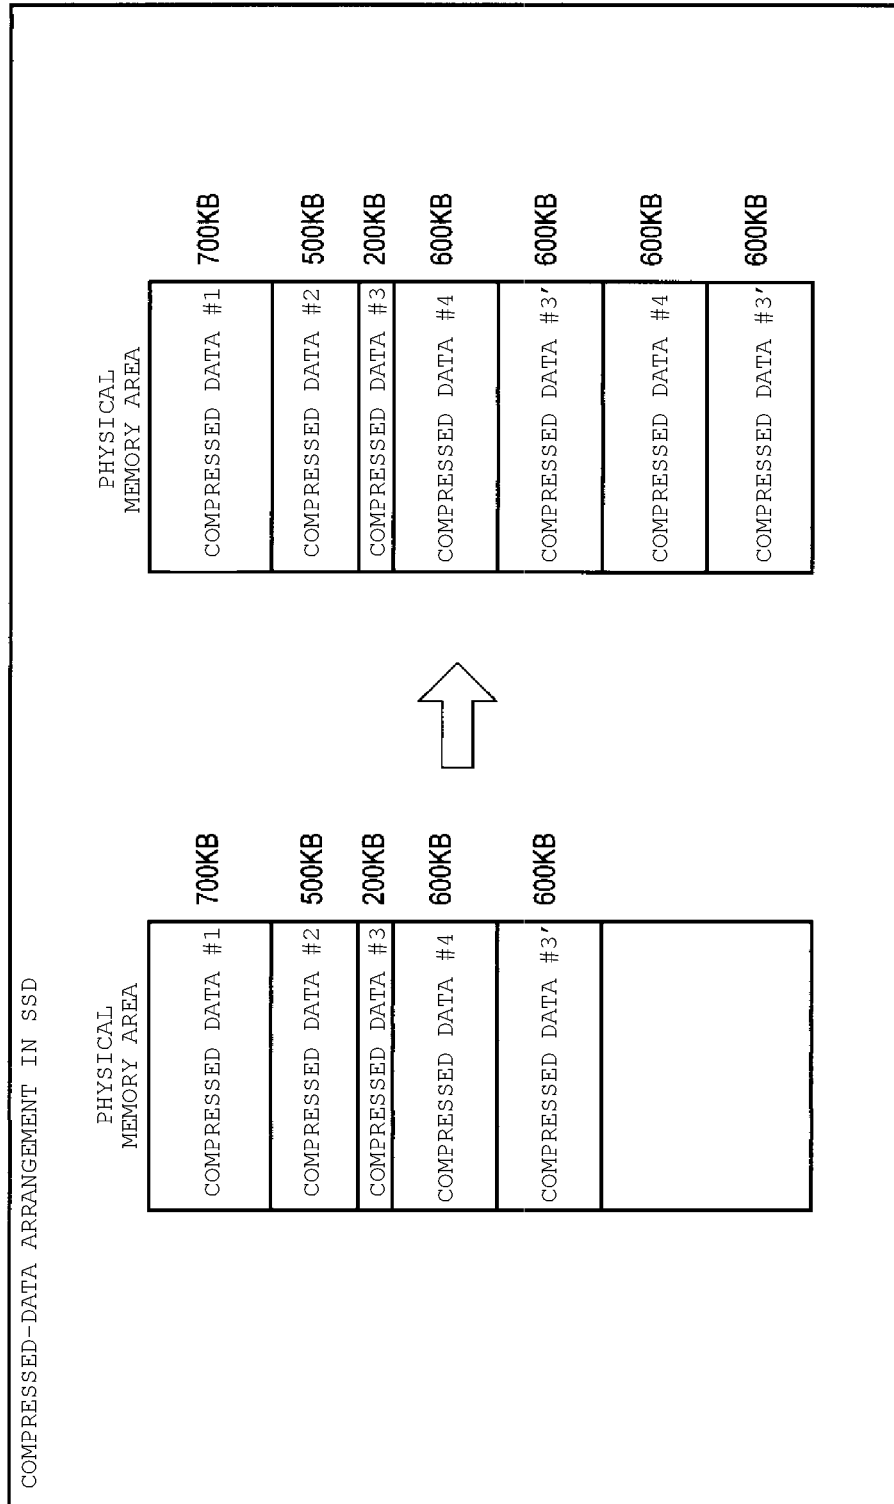 COMPRESSED-DATA ARRANGEMENT IN SSD
PHYSICAL
MEMORY AREA
COMPRESSED DATA #1
700KB
COMPRESSED DATA #2
500KB
COMPRESSED DATA #3
200KB
COMPRESSED DATA #4
600KB
COMPRESSED DATA #3'
600KB
PHYSICAL
MEMORY AREA
COMPRESSED DATA #1
700KB
COMPRESSED DATA #2
500KB
COMPRESSED DATA #3
200KB
COMPRESSED DATA #4
600KB
COMPRESSED DATA #3'
600KB
COMPRESSED DATA #4
600KB
COMPRESSED DATA #3'
600KB